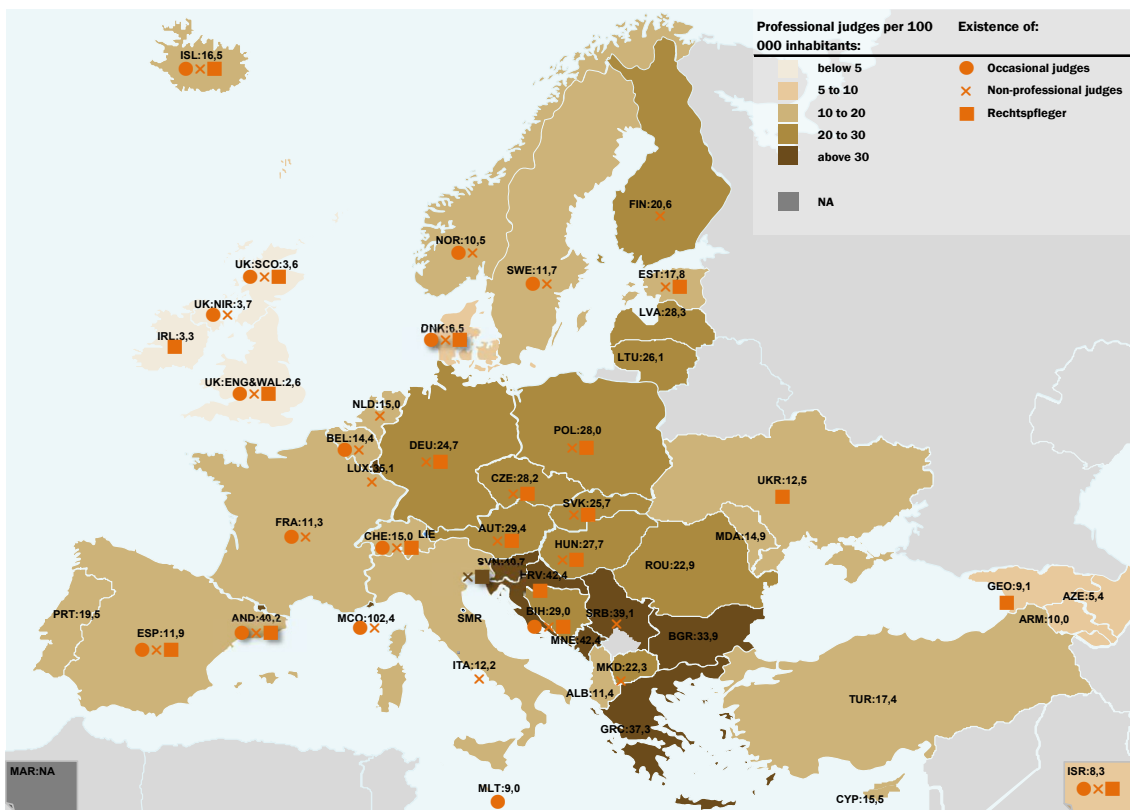 Professional judges per 100 000 inhabitants:
below 5
5 to 10
10 to 20
20 to 30
above 30
NA
Existence of:
Occasional judges
Non-professional judges
Rechtspfleger
ISL:16,5
FIN:20,6
NOR:10,5
SWE:11,7
UK:SCO:3,6
EST:17,8
UK:NIR:3,7
LVA:28,3
DNK:6,5
IRL:3,3
LTU:26,1
UK:ENG&WAL:2,6
NLD:15,0
POL:28,0
BEL:14,4
DEU:24,7
LUX:35,1
CZE:28,2
UKR:12,5
SVK:25,7
FRA:11,3
AUT:29,4
CHE:15,0
LIE
HUN:27,7
MDA:14,9
SVN:40,7
ROU:22,9
HRV:42,4
GEO:9,1
AZE:5,4
PRT:19,5
AND:40,2
MCO:102,4
SMR
BIH:29,0
SRB:39,1
ARM:10,0
ESP:11,9
MNE:42,4
BGR:33,9
ITA:12,2
MKD:22,3
ALB:11,4
TUR:17,4
GRC:37,3
MAR:NA
ISR:8,3
MLT:9,0
CYP:15,5